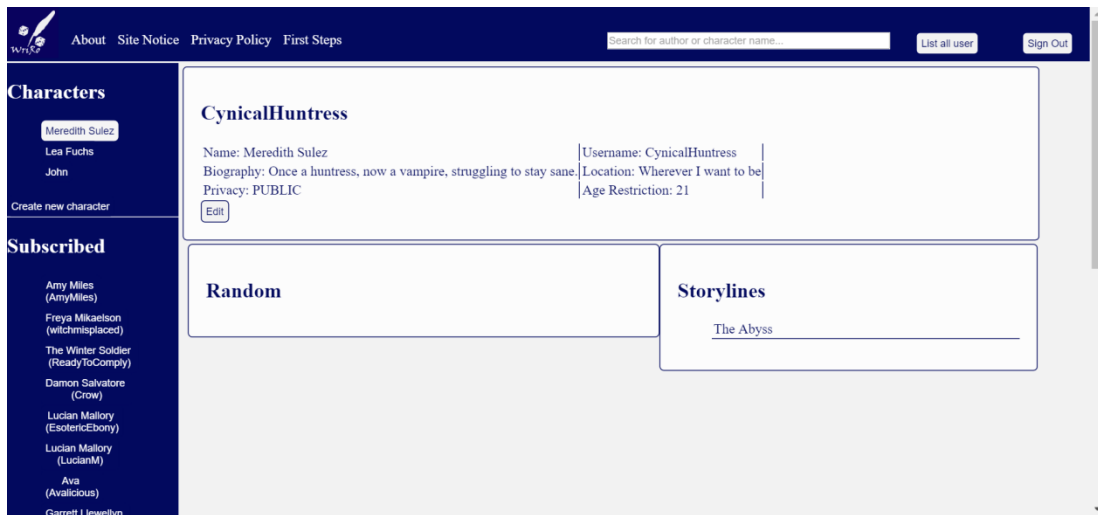 WriRo
About Site Notice Privacy Policy First Steps
Search for author or character name...
List all user
Sign Out
Characters
Meredith Sulez
Lea Fuchs
John
Create new character
Subscribed
Amy Miles
(AmyMiles)
Freya Mikaelson
(witchmisplaced)
The Winter Soldier
(ReadyToComply)
Damon Salvatore
(Crow)
Lucian Mallory
(EsotericEbony)
Lucian Mallory
(LucianM)
Ava
(Avalicious)
Garrett Llewellyn
CynicalHuntress
Name: Meredith Sulez
Username: CynicalHuntress
Biography: Once a huntress, now a vampire, struggling to stay sane.
Location: Wherever I want to be
Privacy: PUBLIC
Age Restriction: 21
Edit
Random
Storylines
The Abyss